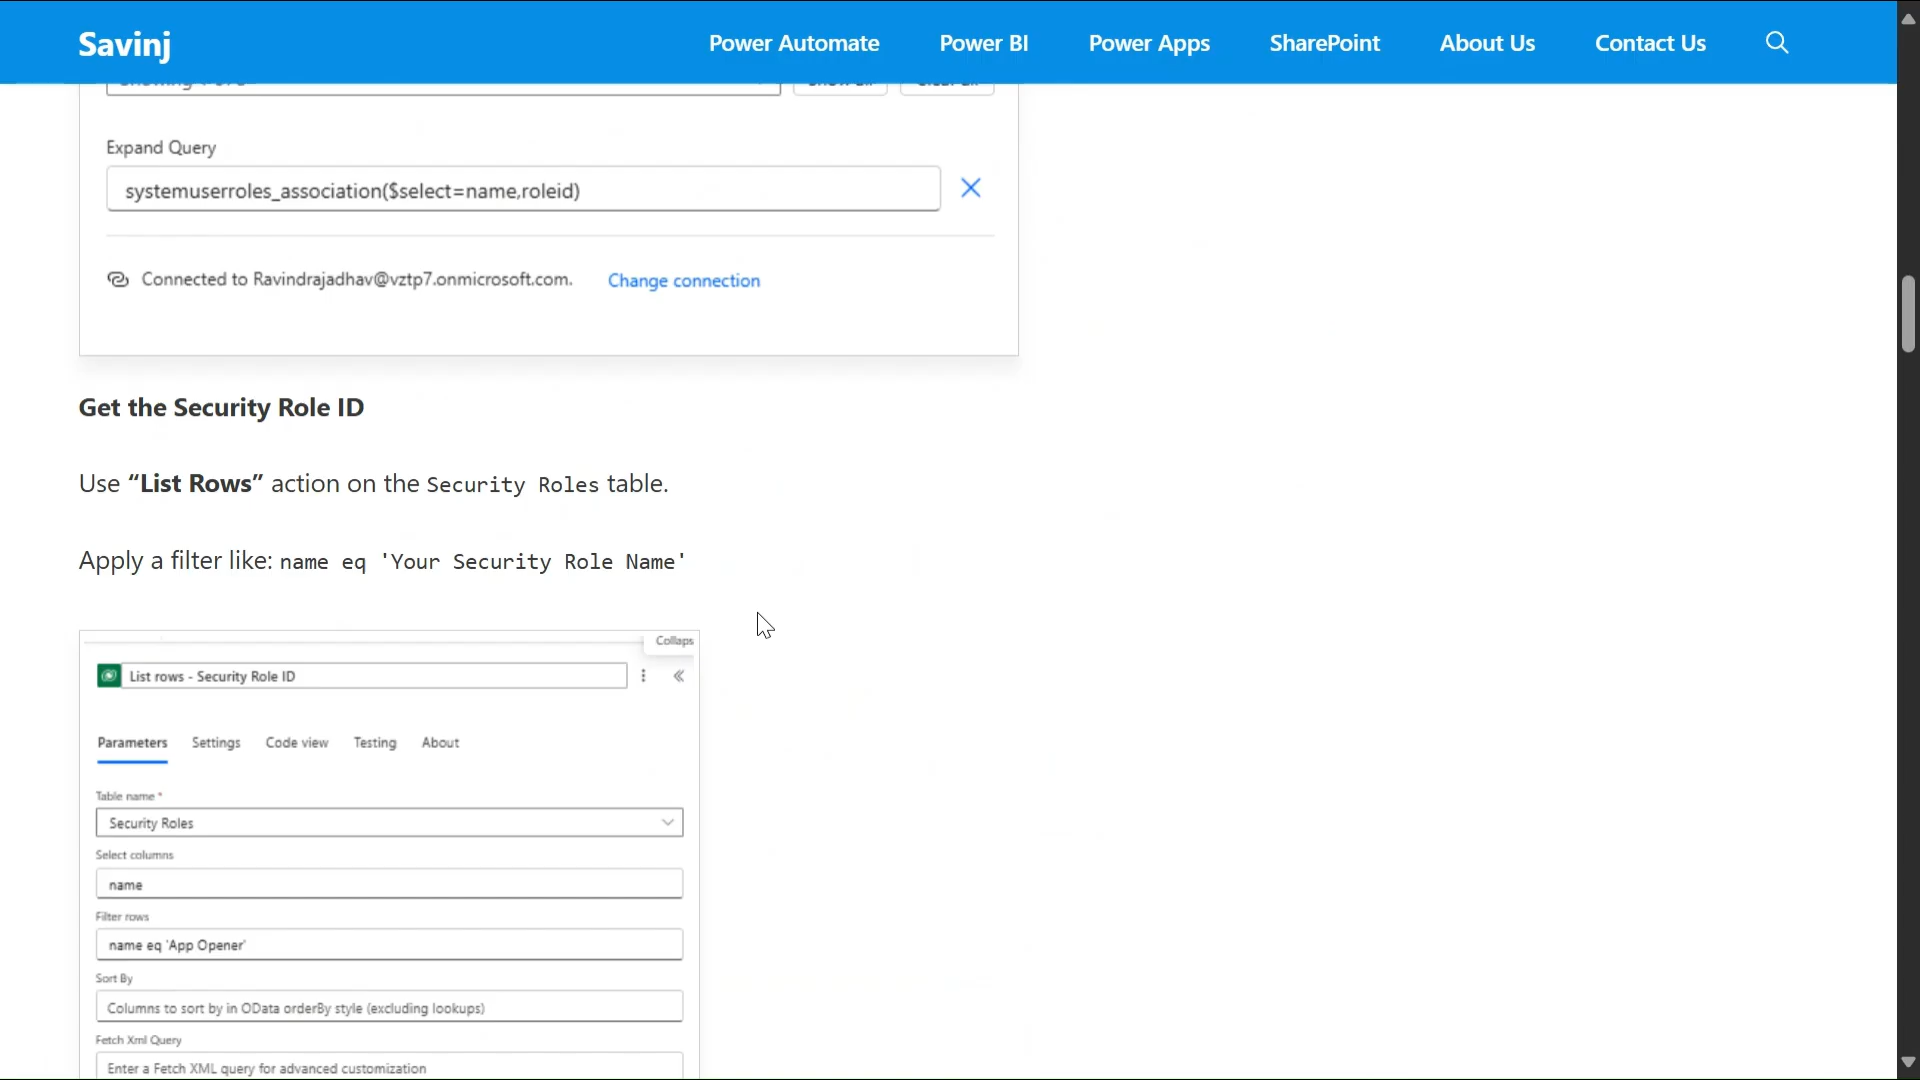 Savinj
Power Automate Power BI Power Apps SharePoint About Us Contact Us
Expand Query
systemuserroles_association($select=name,roleid)
Connected to Ravindrajadhav@vztp7.onmicrosoft.com. Change connection
Get the Security Role ID
Use “List Rows” action on the Security Roles table.
Apply a filter like: name eq 'Your Security Role Name'
Collaps
List rows - Security Role ID
Parameters Settings Code view Testing About
Table name *
Security Roles
Select columns
name
Filter rows
name eq 'App Opener'
Sort By
Columns to sort by in OData orderBy style (excluding lookups)
Fetch Xml Query
Enter a Fetch XML query for advanced customization